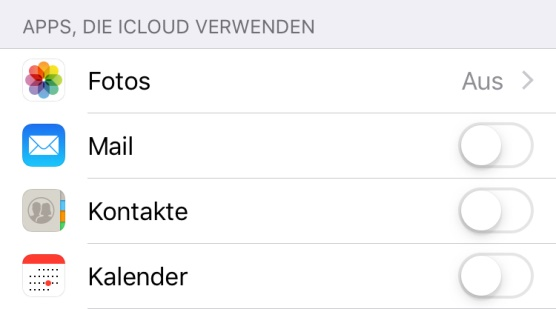 APPS, DIE ICLOUD VERWENDEN
Fotos Aus
Mail
Kontakte
Kalender